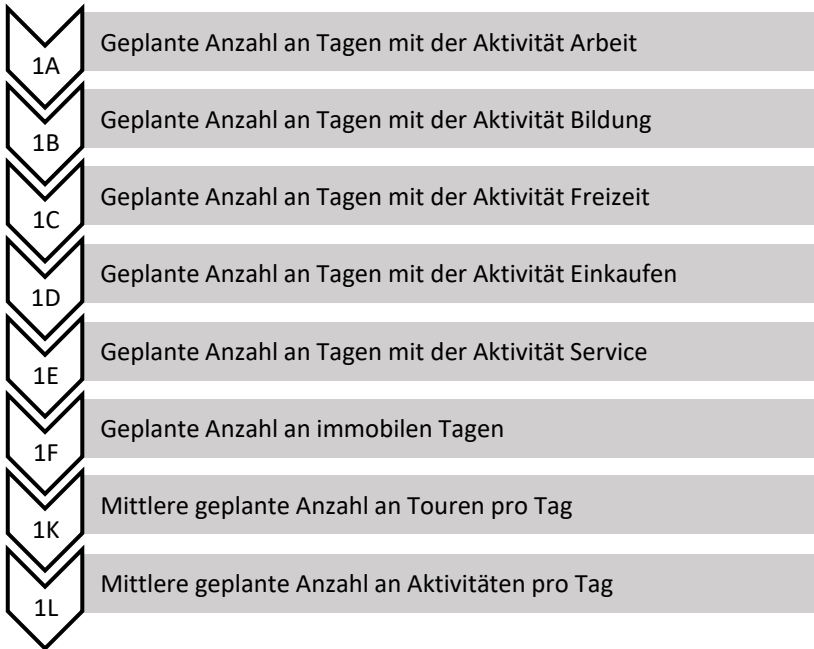 1A Geplante Anzahl an Tagen mit der Aktivität Arbeit
1B Geplante Anzahl an Tagen mit der Aktivität Bildung
1C Geplante Anzahl an Tagen mit der Aktivität Freizeit
1D Geplante Anzahl an Tagen mit der Aktivität Einkaufen
1E Geplante Anzahl an Tagen mit der Aktivität Service
1F Geplante Anzahl an immobilen Tagen
1K Mittlere geplante Anzahl an Touren pro Tag
1L Mittlere geplante Anzahl an Aktivitäten pro Tag